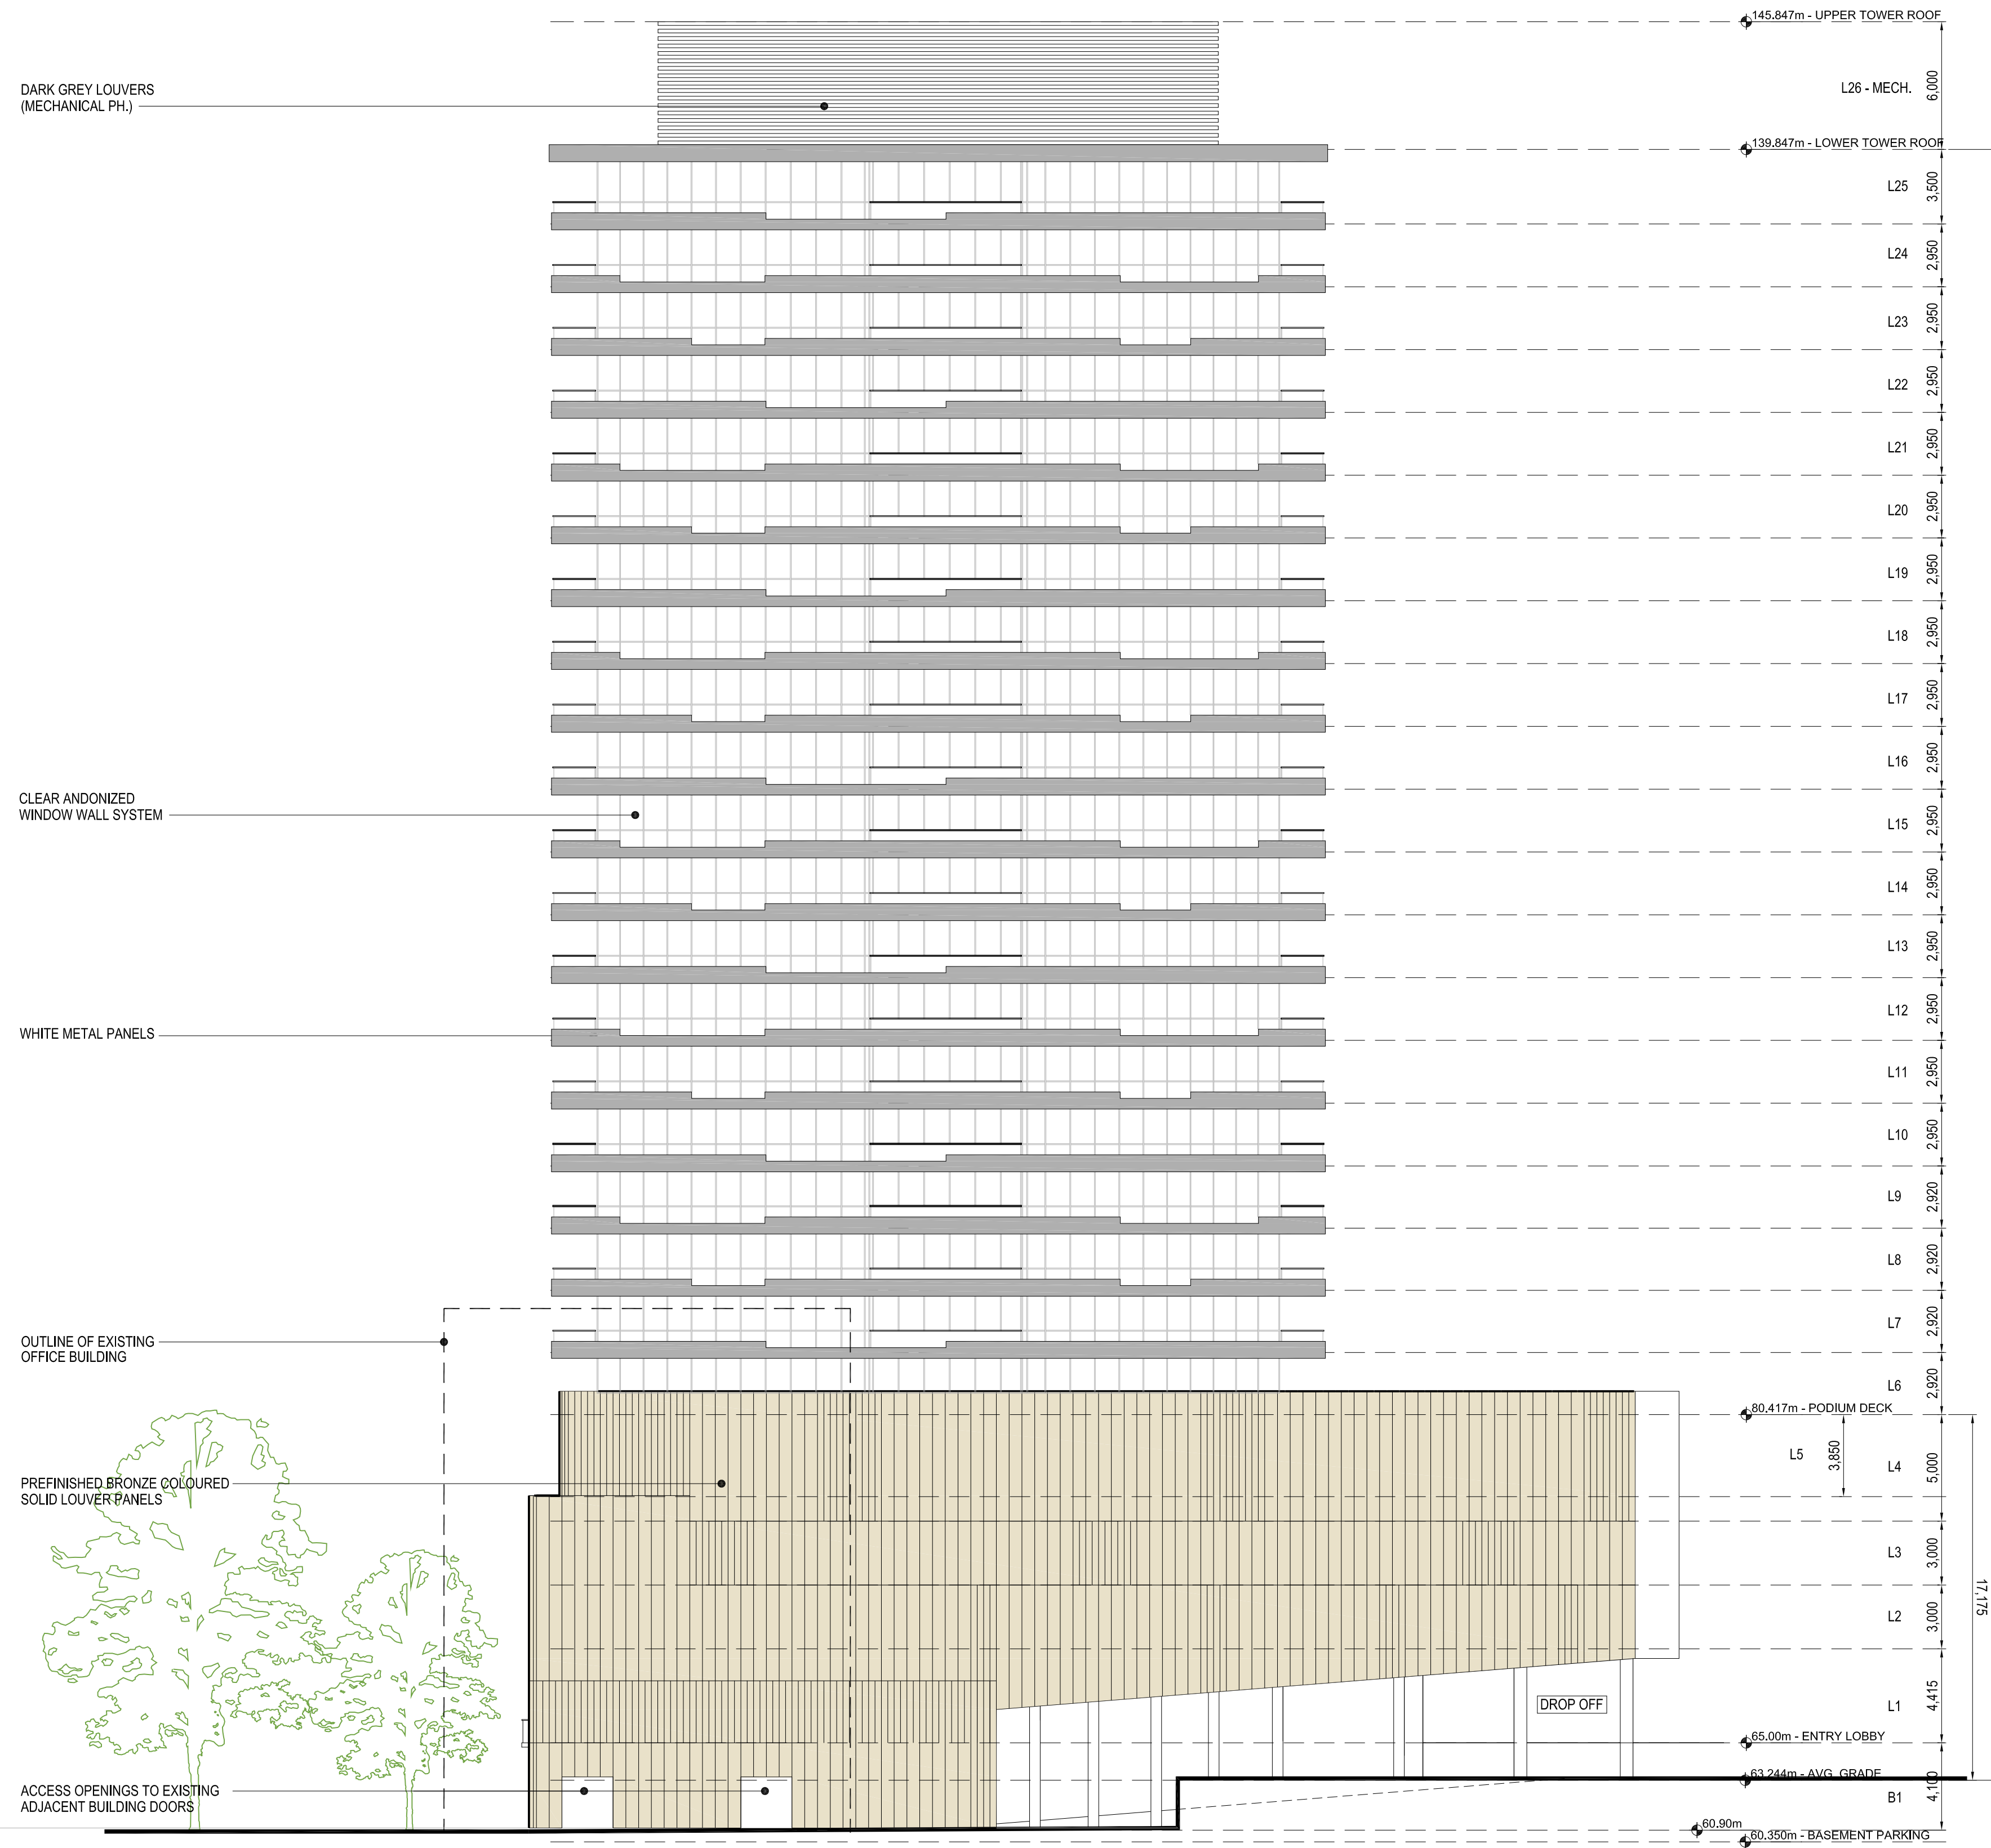 145.847m - UPPER TOWER ROOF
DARK GREY LOUVERS
(MECHANICAL PH.)
L26 - MECH.
6,000
139.847m - LOWER TOWER ROOF
L25
3,500
L24
2,950
L23
2,950
L22
2,950
L21
2,950
L20
2,950
L19
2,950
L18
2,950
L17
2,950
L16
2,950
CLEAR ANDONIZED
WINDOW WALL SYSTEM
L15
2,950
L14
2,950
L13
2,950
L12
2,950
WHITE METAL PANELS
L11
2,950
L10
2,950
L9
2,920
L8
2,920
L7
2,920
OUTLINE OF EXISTING
OFFICE BUILDING
L6
2,920
80.417m - PODIUM DECK
L5
3,850
L4
5,000
PREFINISHED BRONZE COLOURED
SOLID LOUVER PANELS
L3
3,000
L2
3,000
17,175
L1
4,415
DROP OFF
65.00m - ENTRY LOBBY
63.244m - AVG. GRADE
ACCESS OPENINGS TO EXISTING
ADJACENT BUILDING DOORS
B1
4,100
60.90m
60.350m - BASEMENT PARKING